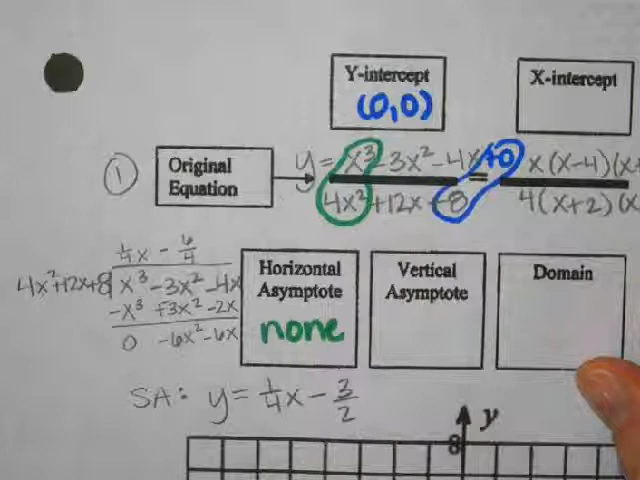 Y-intercept
(0,0)
X-intercept
① Original Equation
y = x³-3x²-4x+0 = x(x-4)(x+
4x²+12x+8 4(x+2)(x
¼x - 6/4
4x²+12x+8 x³-3x²-4x
-x³+3x²-2x
0 -6x²-6x
Horizontal Asymptote
none
Vertical Asymptote
Domain
SA: y = ¼x - 3/2
y
8